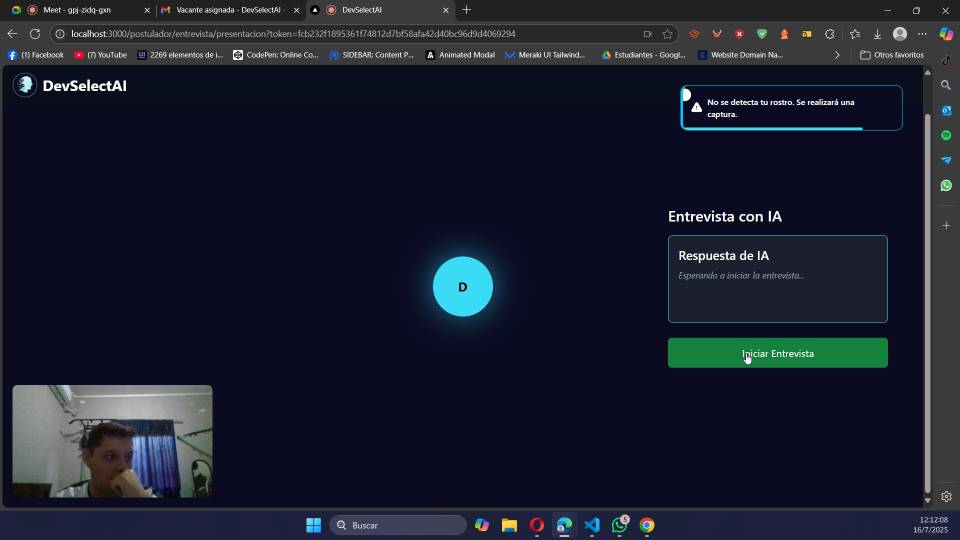 Meet - gpj-zidq-gxn
Vacante asignada - DevSelectAI -
DevSelectAI
localhost:3000/postulador/entrevista/presentacion?token=fcb232f1895361f74812d7bf58afa42d40bc96d9d4069294
(1) Facebook
(7) YouTube
2269 elementos de i...
Online Co...
CodePen: Online Co...
SIDEBAR: Content P...
Animated Modal
Meraki UI Tailwind...
Estudiantes - Googl...
Website Domain Na...
Otros favoritos
DevSelectAI
No se detecta tu rostro. Se realizará una
captura.
Entrevista con IA
Respuesta de IA
Esperando a iniciar la entrevista...
D
Iniciar Entrevista
Buscar
5
12:12:08
16/7/2025